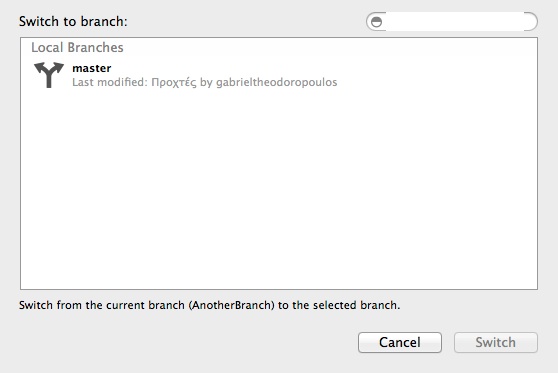 Switch to branch:
Local Branches
master
Last modified: Προχτές by gabrieltheodoropoulos
Switch from the current branch (AnotherBranch) to the selected branch.
Cancel
Switch